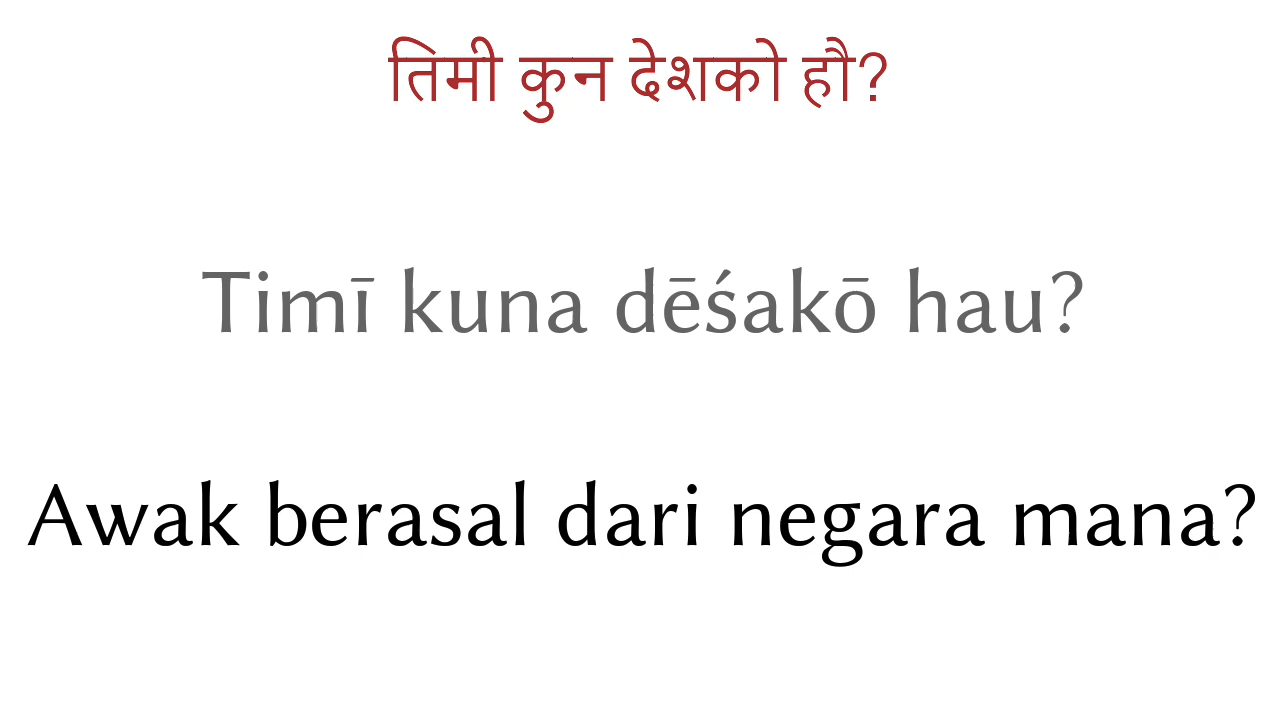 तिमी कुन देशको हौ?
Timī kuna dēśakō hau?
Awak berasal dari negara mana?